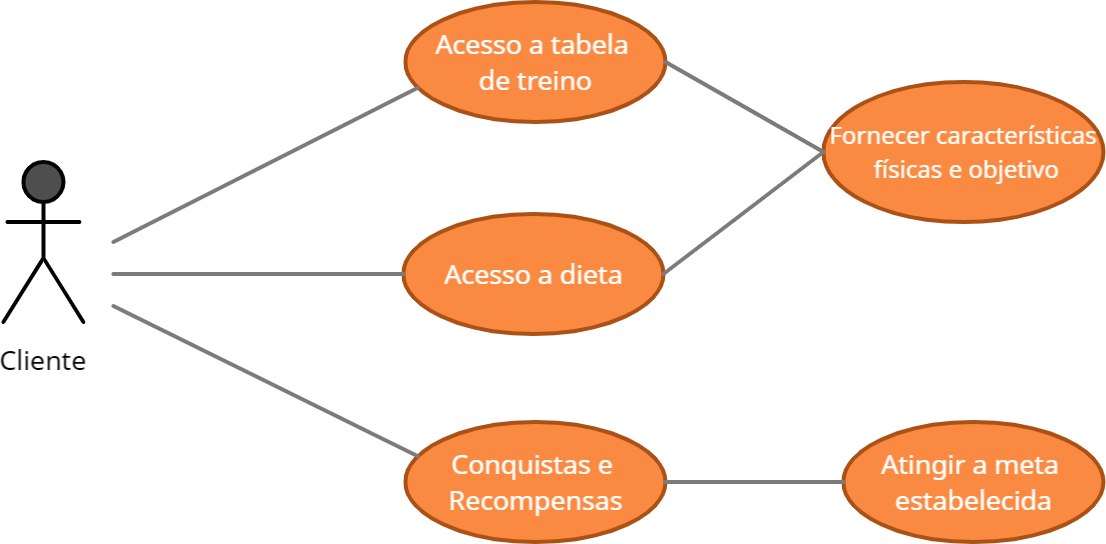 Acesso a tabela
de treino
Fornecer características
físicas e objetivo
Acesso a dieta
Cliente
Conquistas e
Recompensas
Atingir a meta
estabelecida